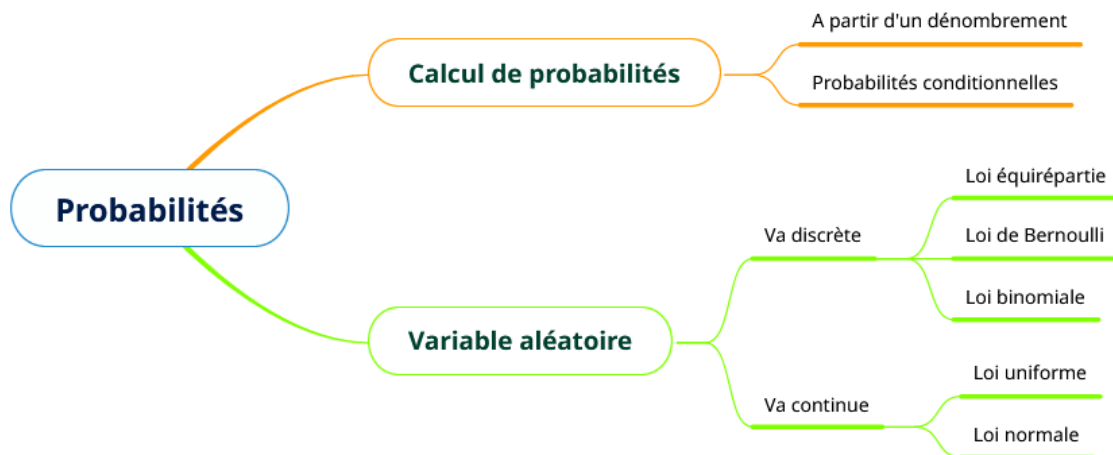 A partir d'un dénombrement
Calcul de probabilités
Probabilités conditionnelles
Probabilités
Loi équirépartie
Va discrète
Loi de Bernoulli
Loi binomiale
Variable aléatoire
Loi uniforme
Va continue
Loi normale